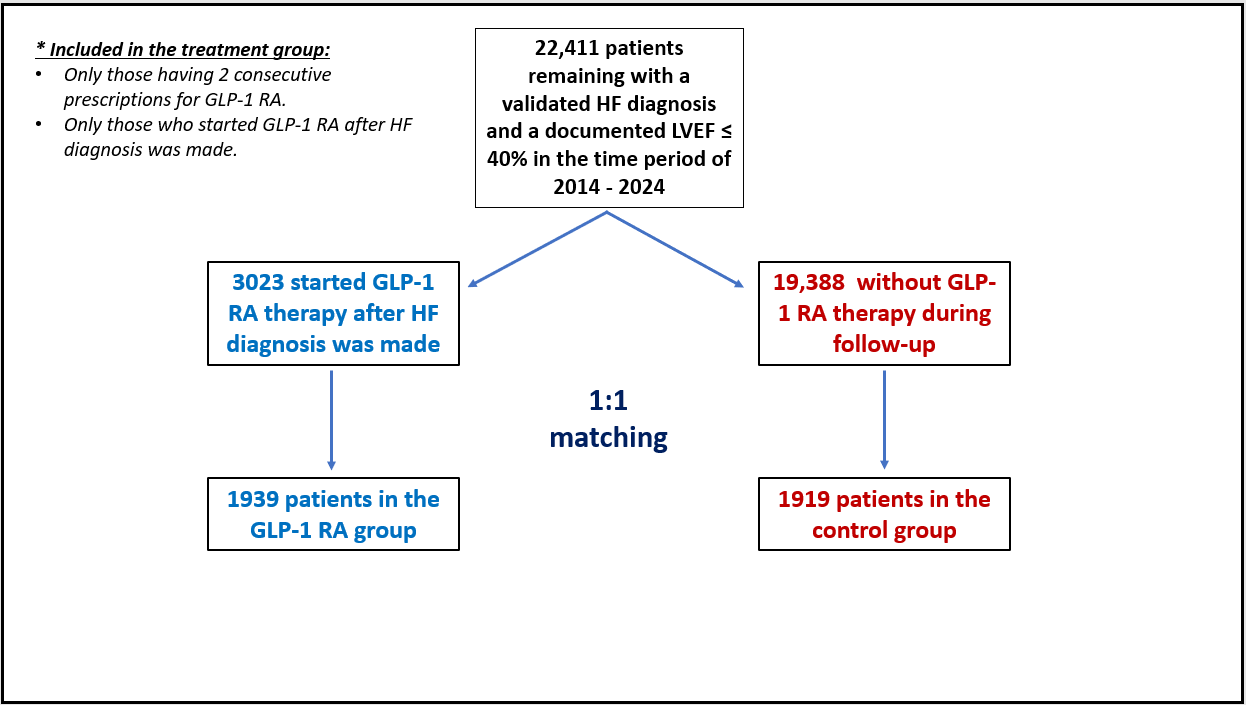 * Included in the treatment group:
• Only those having 2 consecutive
prescriptions for GLP-1 RA.
• Only those who started GLP-1 RA after HF
diagnosis was made.
22,411 patients
remaining with a
validated HF diagnosis
and a documented LVEF ≤
40% in the time period of
2014 - 2024
3023 started GLP-1
RA therapy after HF
diagnosis was made
19,388 without GLP-
1 RA therapy during
follow-up
1:1
matching
1939 patients in the
GLP-1 RA group
1919 patients in the
control group